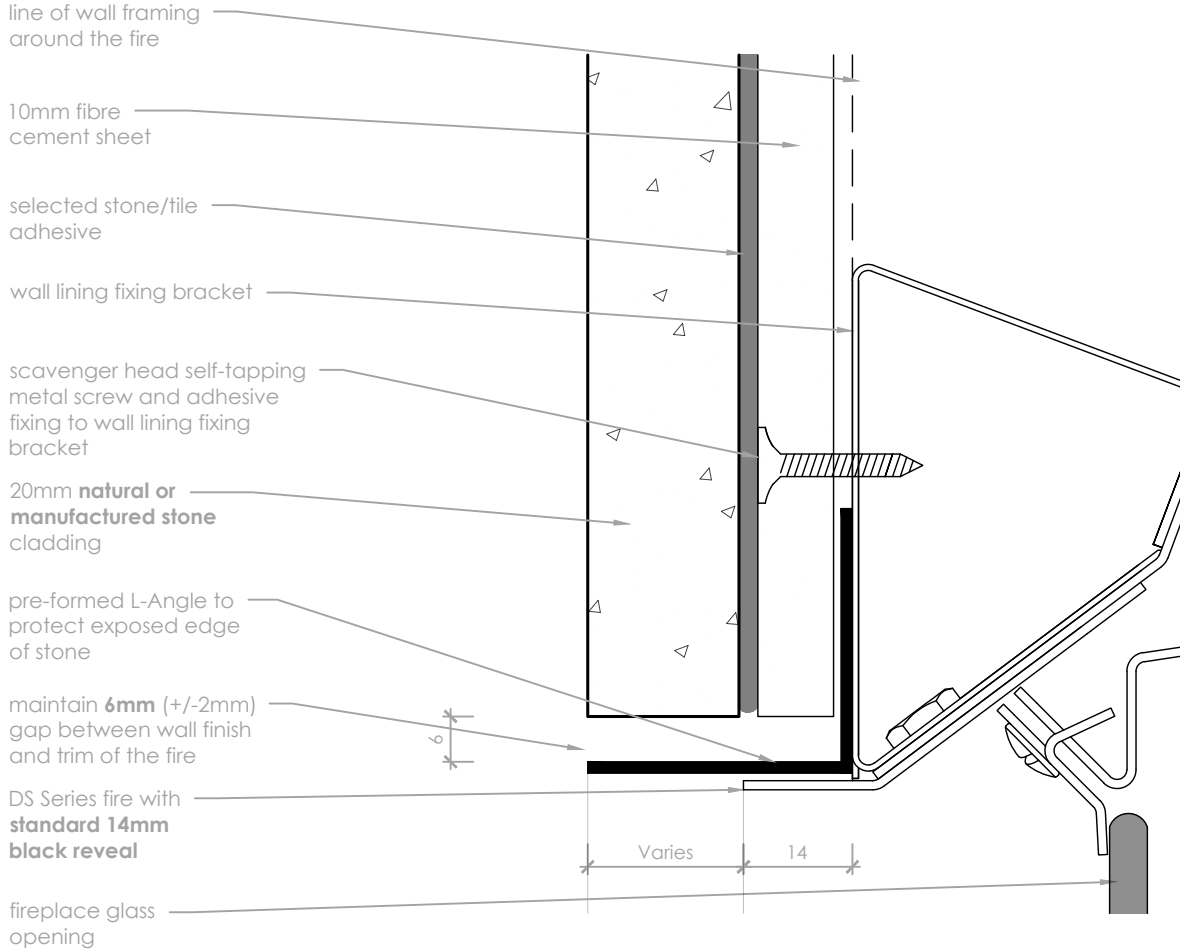 line of wall framing
around the fire
10mm fibre
cement sheet
selected stone/tile
adhesive
wall lining fixing bracket
scavenger head self-tapping
metal screw and adhesive
fixing to wall lining fixing
bracket
20mm natural or
manufactured stone
cladding
pre-formed L-Angle to
protect exposed edge
of stone
maintain 6mm (+/-2mm)
gap between wall finish
and trim of the fire
6
DS Series fire with
standard 14mm
black reveal
Varies
14
fireplace glass
opening